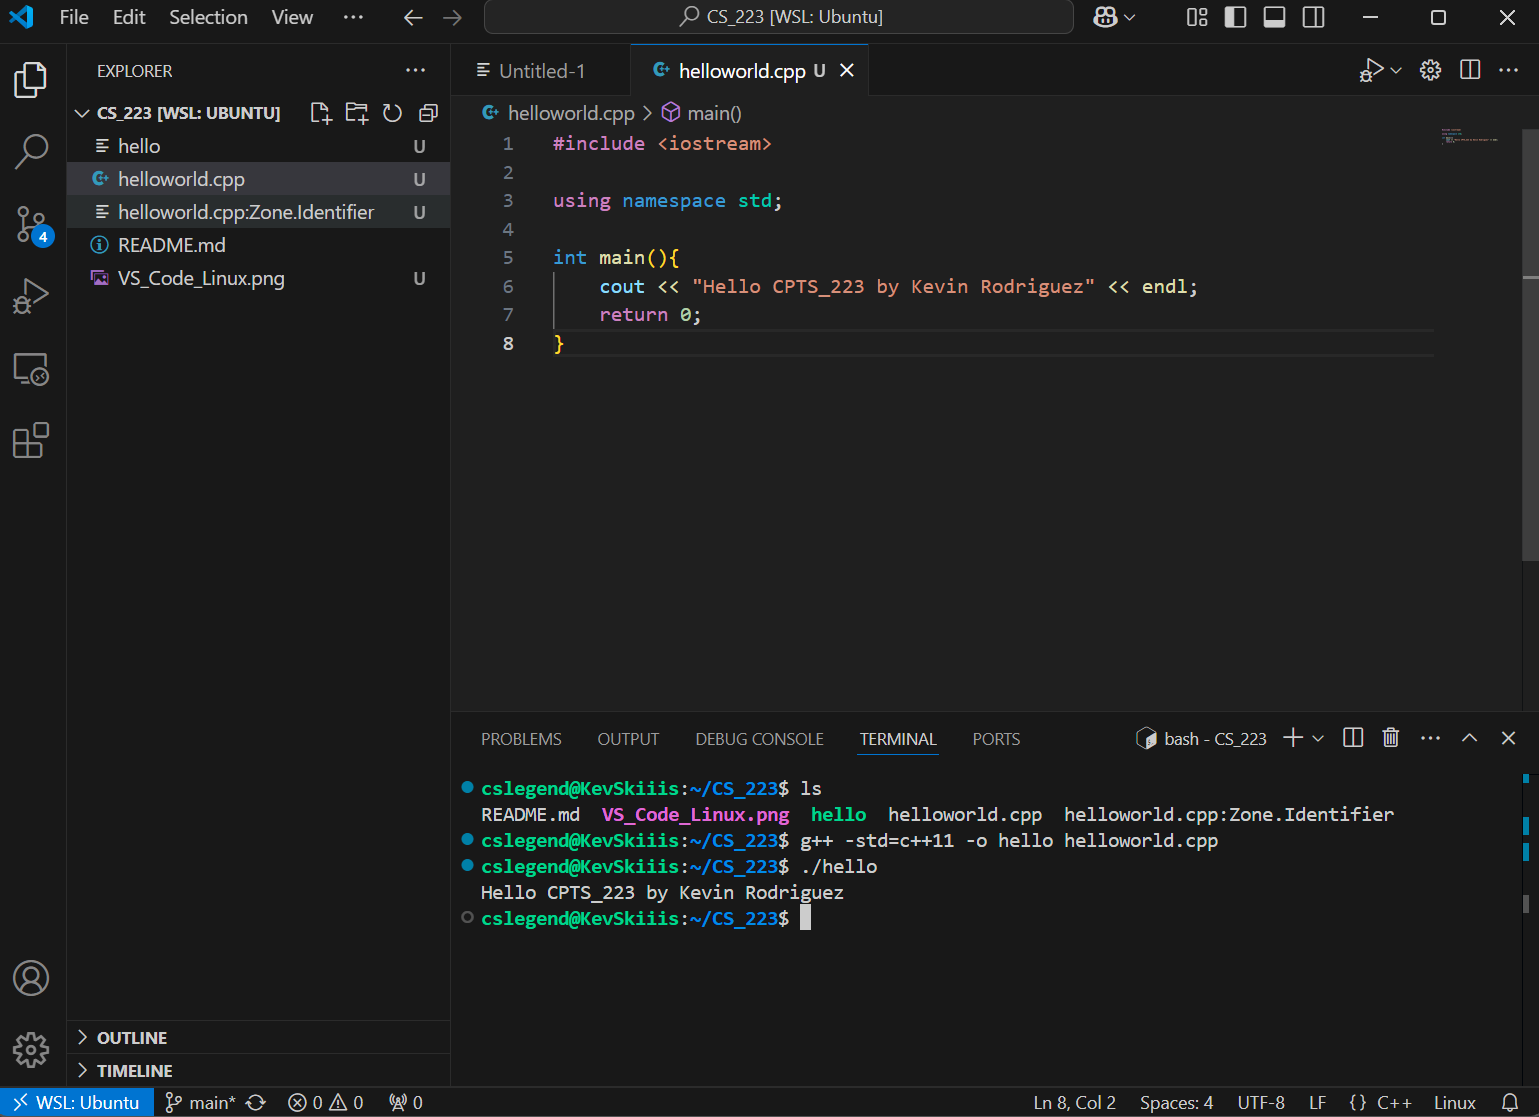 File Edit Selection View ··· CS_223 [WSL: Ubuntu]
EXPLORER ···
CS_223 [WSL: UBUNTU]
hello U
helloworld.cpp U
helloworld.cpp:Zone.Identifier U
README.md
VS_Code_Linux.png U
4
OUTLINE
TIMELINE
Untitled-1 helloworld.cpp U
helloworld.cpp > main()
1 #include <iostream>
2
3 using namespace std;
4
5 int main(){
6 cout << "Hello CPTS_223 by Kevin Rodriguez" << endl;
7 return 0;
8 }
PROBLEMS OUTPUT DEBUG CONSOLE TERMINAL PORTS bash - CS_223
cslegend@KevSkiiis:~/CS_223$ ls
README.md VS_Code_Linux.png hello helloworld.cpp helloworld.cpp:Zone.Identifier
cslegend@KevSkiiis:~/CS_223$ g++ -std=c++11 -o hello helloworld.cpp
cslegend@KevSkiiis:~/CS_223$ ./hello
Hello CPTS_223 by Kevin Rodriguez
cslegend@KevSkiiis:~/CS_223$
WSL: Ubuntu main* 0 0 0 Ln 8, Col 2 Spaces: 4 UTF-8 LF {} C++ Linux